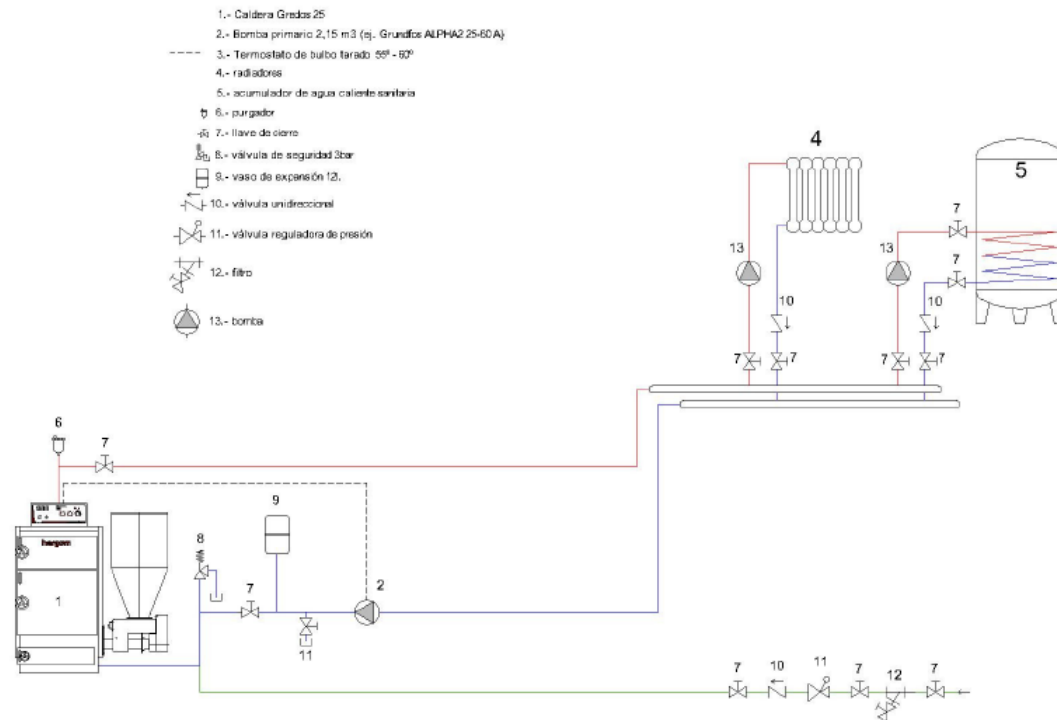 1.- Caldera Gredos 25
2.- Bomba primario 2,15 m3 (ej. Grundfos ALPHA2 25-60 A)
3.- Termostato de bulbo tarado 55º - 60º
4.- radiadores
5.- acumulador de agua caliente sanitaria
6.- purgador
7.- llave de cierre
8.- válvula de seguridad 3bar
9.- vaso de expansión 12l.
10.- válvula unidireccional
11.- válvula reguladora de presión
12.- filtro
13.- bomba
4
5
7
13
13
7
10
10
7
7
7
7
6
7
9
8
hergom
1
7
2
11
7
10
11
7
12
7